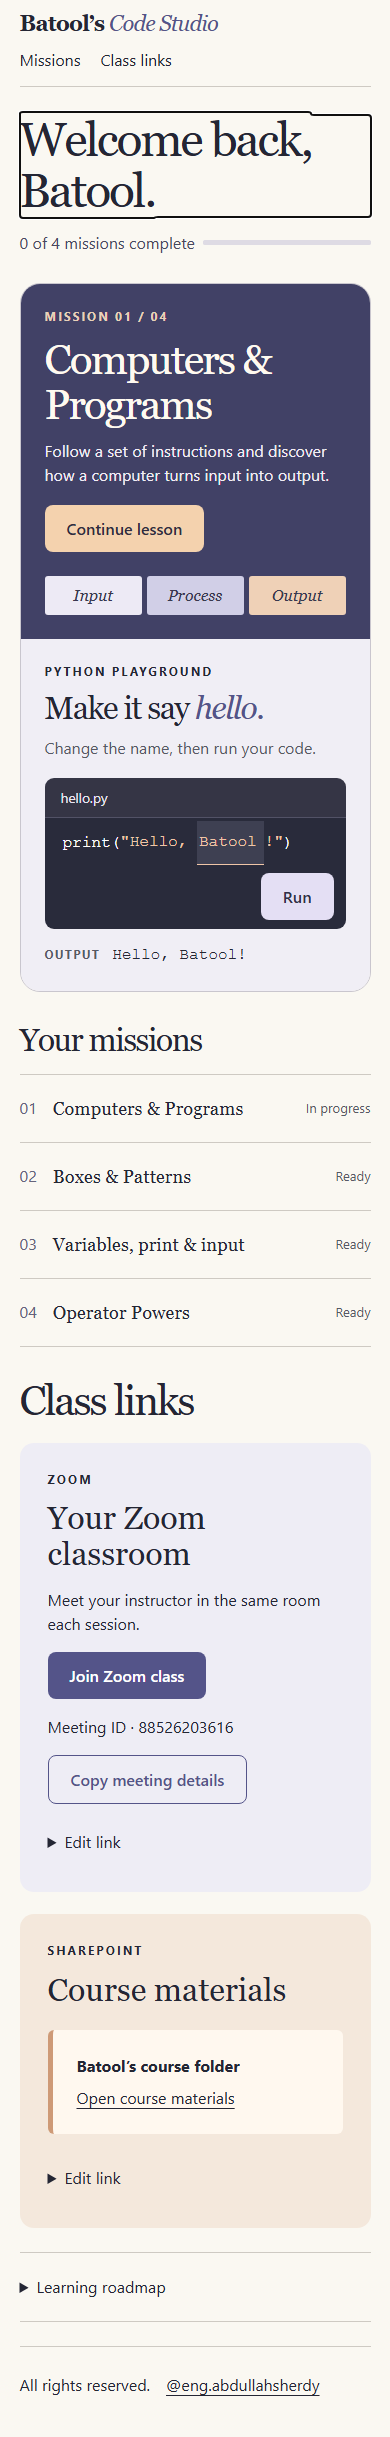 Batool’s Code Studio
Missions Class links
Welcome back,
Batool.
0 of 4 missions complete
MISSION 01 / 04
Computers &
Programs
Follow a set of instructions and discover
how a computer turns input into output.
Continue lesson
Input Process Output
PYTHON PLAYGROUND
Make it say hello.
Change the name, then run your code.
hello.py
print("Hello, Batool !")
Run
OUTPUT Hello, Batool!
Your missions
01 Computers & Programs In progress
02 Boxes & Patterns Ready
03 Variables, print & input Ready
04 Operator Powers Ready
Class links
ZOOM
Your Zoom
classroom
Meet your instructor in the same room
each session.
Join Zoom class
Meeting ID · 88526203616
Copy meeting details
▶ Edit link
SHAREPOINT
Course materials
Batool’s course folder
Open course materials
▶ Edit link
▶ Learning roadmap
All rights reserved. @eng.abdullahsherdy